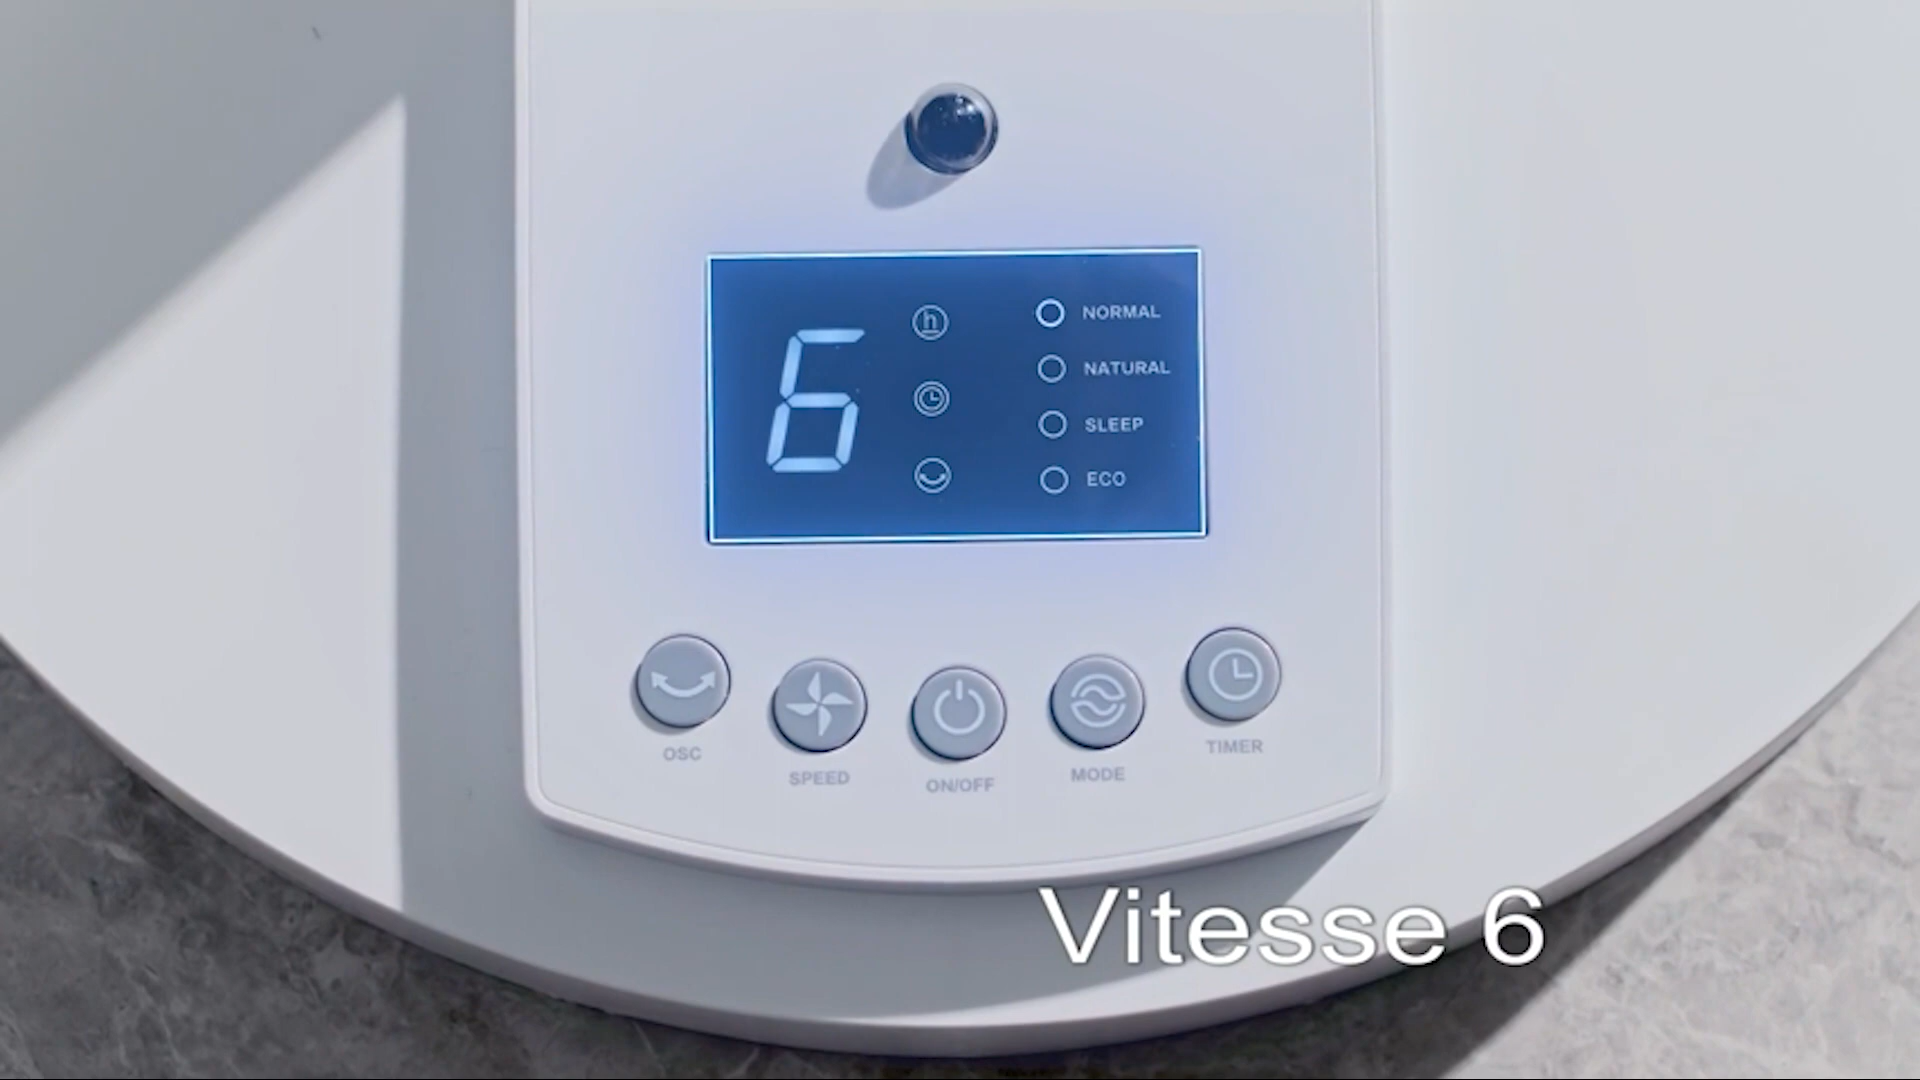 6
h
NORMAL
NATURAL
SLEEP
ECO
OSC
SPEED
ON/OFF
MODE
TIMER
Vitesse 6